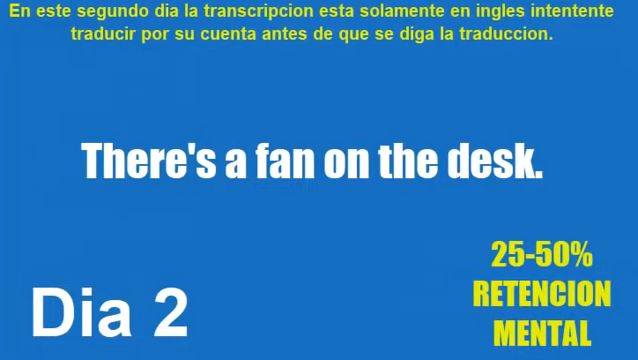 En este segundo dia la transcripcion esta solamente en ingles intentente
traducir por su cuenta antes de que se diga la traduccion.
There's a fan on the desk.
25-50%
RETENCION
MENTAL
Dia 2